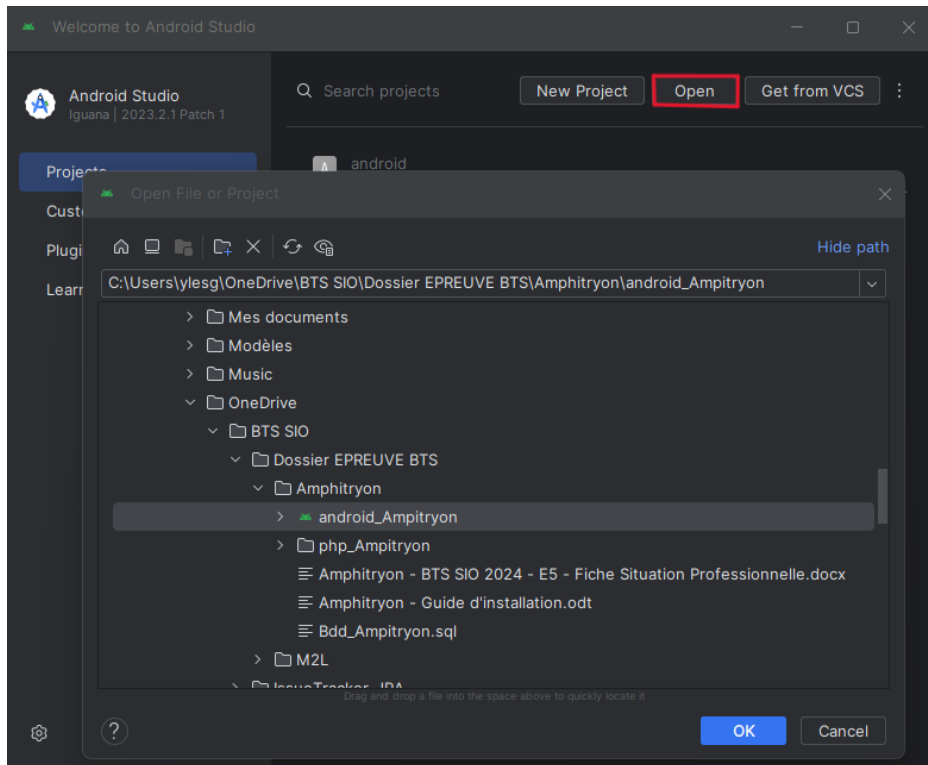 Welcome to Android Studio
Android Studio
Iguana | 2023.2.1 Patch 1
Search projects
New Project
Open
Get from VCS
android
Open File or Project
Hide path
C:\Users\ylesg\OneDrive\BTS SIO\Dossier EPREUVE BTS\Amphitryon\android_Ampitryon
Mes documents
Modèles
Music
OneDrive
BTS SIO
Dossier EPREUVE BTS
Amphitryon
android_Ampitryon
php_Ampitryon
Amphitryon - BTS SIO 2024 - E5 - Fiche Situation Professionnelle.docx
Amphitryon - Guide d'installation.odt
Bdd_Ampitryon.sql
M2L
Drag and drop a file into the space above to quickly locate it
?
OK
Cancel